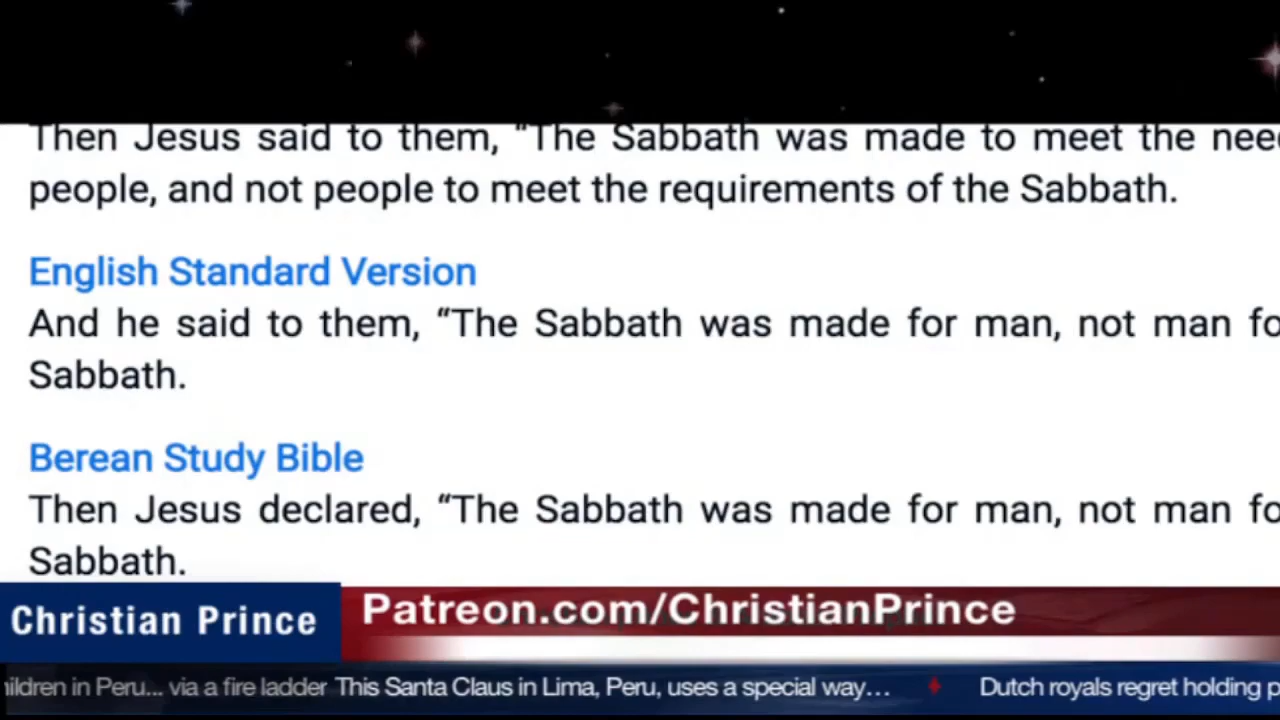 Then Jesus said to them, “The Sabbath was made to meet the
people, and not people to meet the requirements of the Sabbath.
English Standard Version
And he said to them, “The Sabbath was made for man, not man
Sabbath.
Berean Study Bible
Then Jesus declared, “The Sabbath was made for man, not man
Sabbath.
Christian Prince
Patreon.com/ChristianPrince
in Peru... via a fire ladder This Santa Claus in Lima, Peru, uses a special way... Dutch royals regret holding